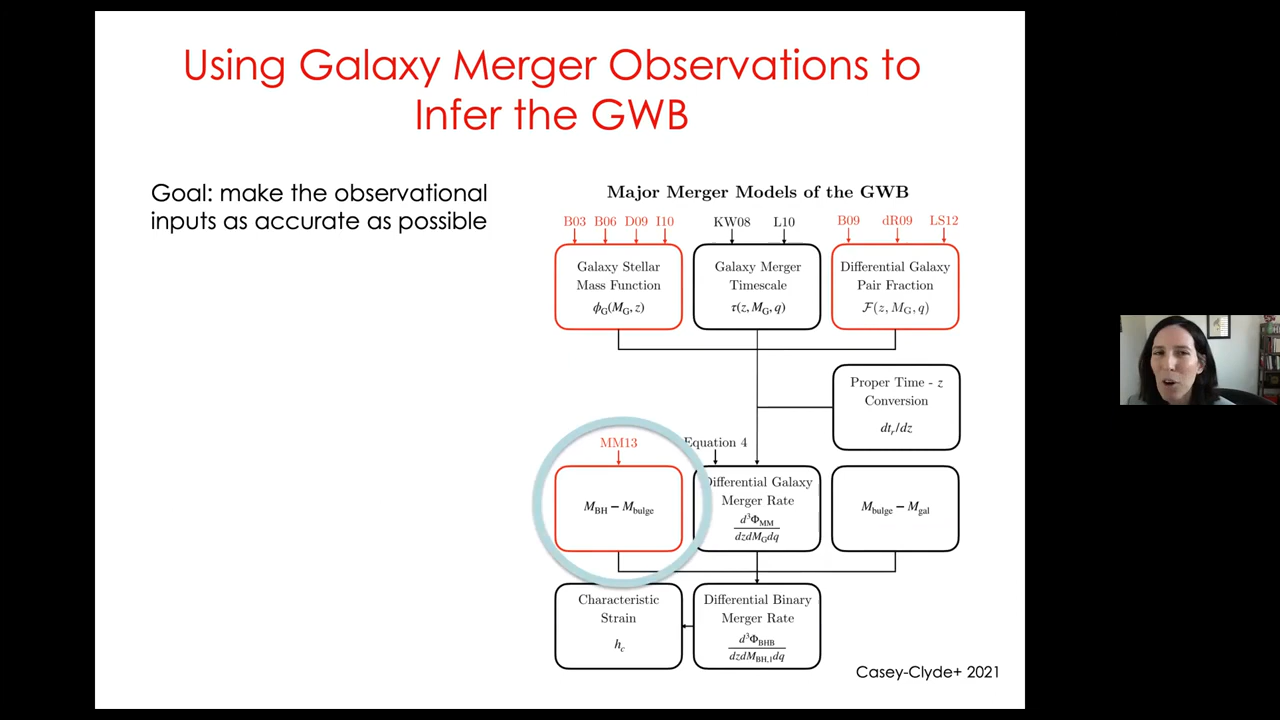 Using Galaxy Merger Observations to
Infer the GWB
Goal: make the observational
inputs as accurate as possible
Major Merger Models of the GWB
B03 B06 D09 I10
KW08 L10
B09 dR09 LS12
Galaxy Stellar
Mass Function
ϕ_G(M_G, z)
Galaxy Merger
Timescale
τ(z, M_G, q)
Differential Galaxy
Pair Fraction
ℱ(z, M_G, q)
Proper Time - z
Conversion
dt_r/dz
MM13
Equation 4
M_BH − M_bulge
Differential Galaxy
Merger Rate
d³Φ_MM
dzdM_Gdq
M_bulge − M_gal
Characteristic
Strain
h_c
Differential Binary
Merger Rate
d³Φ_BHB
dzdM_BH,1dq
Casey-Clyde+ 2021